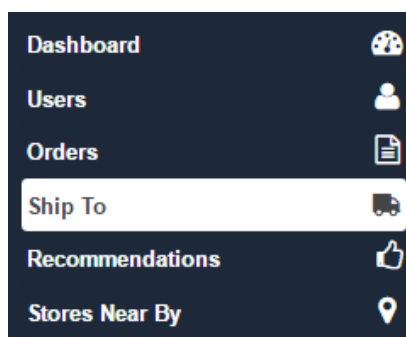 Dashboard
Users
Orders
Ship To
Recommendations
Stores Near By